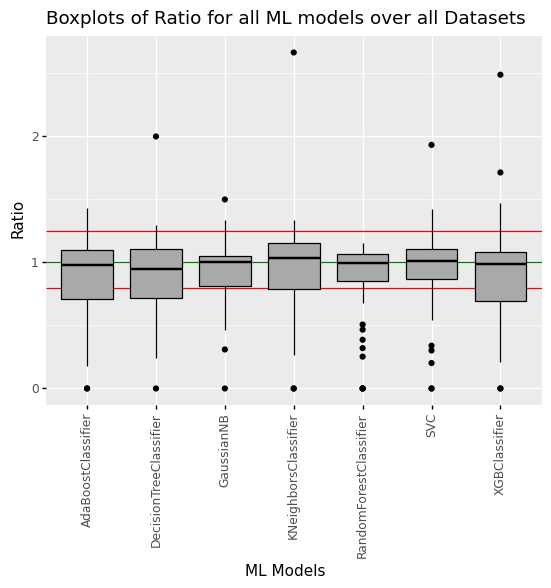 Boxplots of Ratio for all ML models over all Datasets
Ratio
2
1
0
AdaBoostClassifier
DecisionTreeClassifier
GaussianNB
KNeighborsClassifier
RandomForestClassifier
SVC
XGBClassifier
ML Models